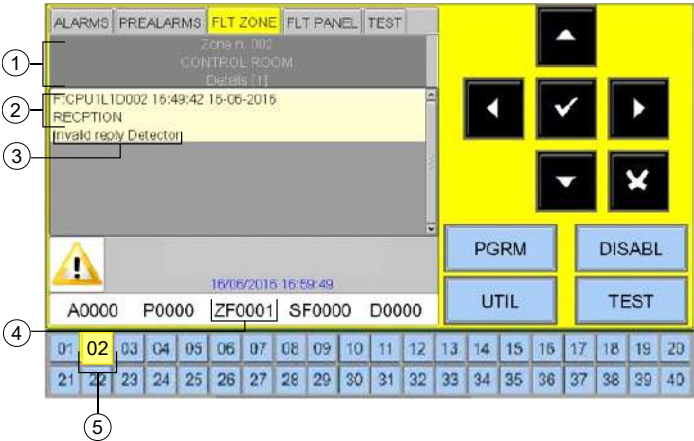 ALARMS PREALARMS FLT ZONE FLT PANEL TEST
1
Zone n. 002
CONTROL ROOM
Details [1]
2
F:CPU1L1D002 16:49:42 16-06-2016
RECPTION
Invalid reply Detector
3
PGRM DISABL
16/06/2016 16:59:49
UTIL TEST
A0000 P0000 ZF0001 SF0000 D0000
4
01 02 03 04 05 06 07 08 09 10 11 12 13 14 15 16 17 18 19 20
21 22 23 24 25 26 27 28 29 30 31 32 33 34 35 36 37 38 39 40
5